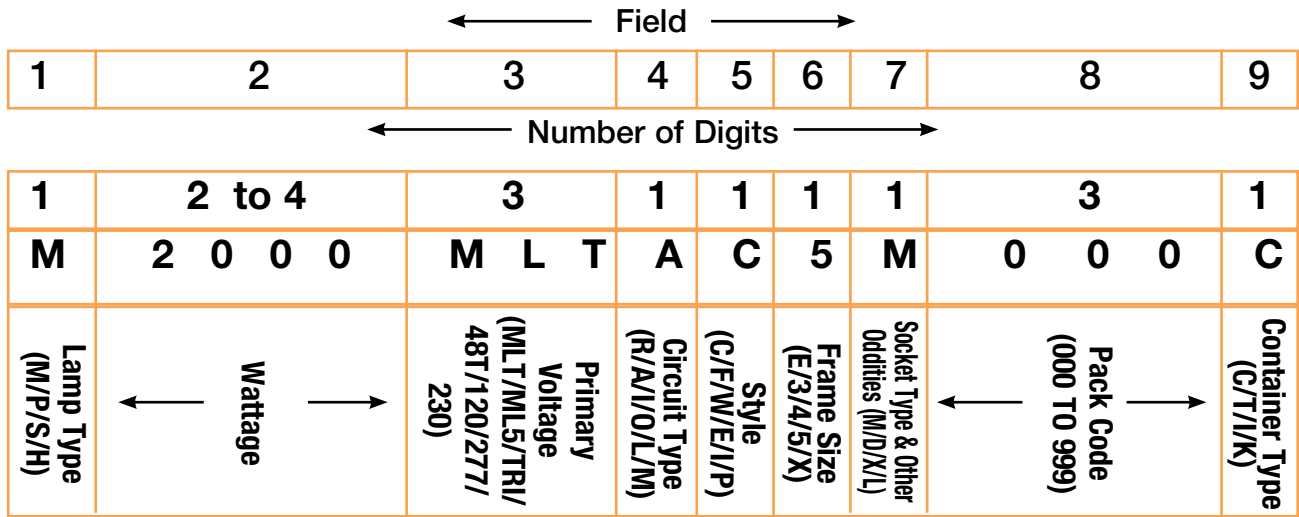 Field
1 2 3 4 5 6 7 8 9
Number of Digits
1 2 to 4 3 1 1 1 1 3 1
M 2 0 0 0 M L T A C 5 M 0 0 0 C
Lamp Type
(M/P/S/H)
Wattage
Primary
Voltage
(MLT/ML5/TRI/
48T/120/277/
230)
Circuit Type
(R/A/I/O/L/M)
Style
(C/F/W/E/I/P)
Frame Size
(E/3/4/5/X)
Socket Type & Other
Oddities (M/D/X/L)
Pack Code
(000 TO 999)
Container Type
(C/T/I/K)